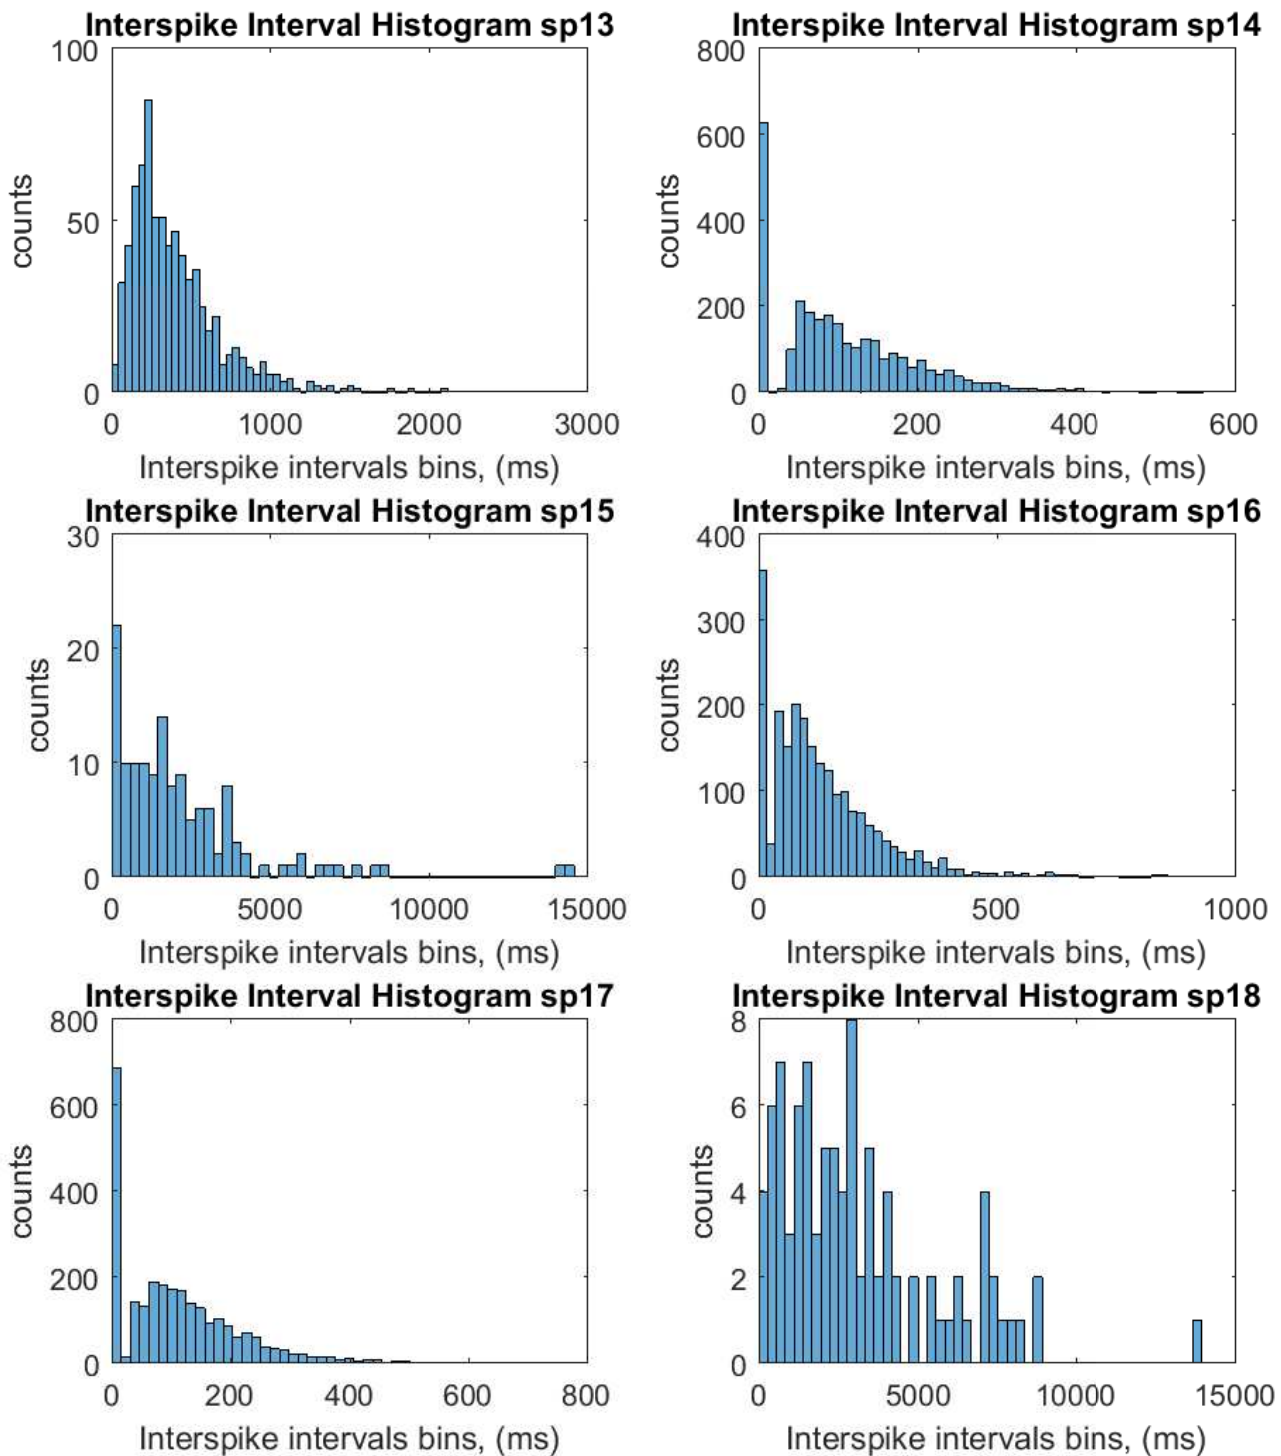 Interspike Interval Histogram sp13
100
50
0
counts
0 1000 2000 3000
Interspike intervals bins, (ms)
Interspike Interval Histogram sp14
800
600
400
200
0
counts
0 200 400 600
Interspike intervals bins, (ms)
Interspike Interval Histogram sp15
30
20
10
0
counts
0 5000 10000 15000
Interspike intervals bins, (ms)
Interspike Interval Histogram sp16
400
300
200
100
0
counts
0 500 1000
Interspike intervals bins, (ms)
Interspike Interval Histogram sp17
800
600
400
200
0
counts
0 200 400 600 800
Interspike intervals bins, (ms)
Interspike Interval Histogram sp18
8
6
4
2
0
counts
0 5000 10000 15000
Interspike intervals bins, (ms)